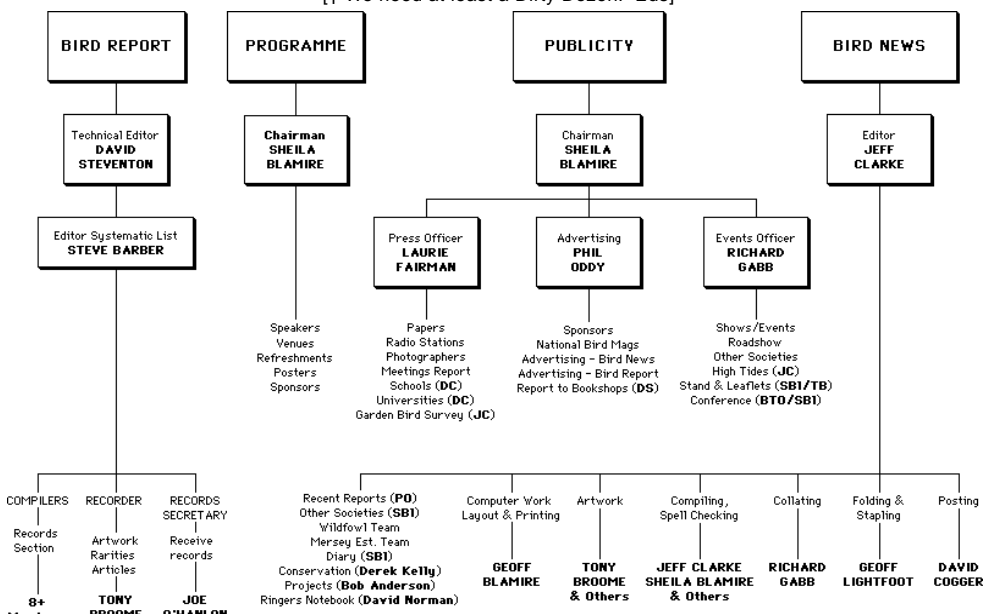 BIRD REPORT
PROGRAMME
PUBLICITY
BIRD NEWS
Technical Editor
DAVID
STEVENTON
Chairman
SHEILA
BLAMIRE
Chairman
SHEILA
BLAMIRE
Editor
JEFF
CLARKE
Editor Systematic List
STEVE BARBER
Press Officer
LAURIE
FAIRMAN
Advertising
PHIL
ODDY
Events Officer
RICHARD
GABB
Speakers
Venues
Refreshments
Posters
Sponsors
Papers
Radio Stations
Photographers
Meetings Report
Schools (DC)
Universities (DC)
Garden Bird Survey (JC)
Sponsors
National Bird Mags
Advertising - Bird News
Advertising - Bird Report
Report to Bookshops (DS)
Shows/Events
Roadshow
Other Societies
High Tides (JC)
Stand & Leaflets (SB1/TB)
Conference (BTO/SB1)
COMPILERS
Records
Section
8+
RECORDER
Artwork
Rarities
Articles
TONY
BROOME
RECORDS
SECRETARY
Receive
records
JOE
O'HANLON
Recent Reports (PO)
Other Societies (SB1)
Wildfowl Team
Mersey Est. Team
Diary (SB1)
Conservation (Derek Kelly)
Projects (Bob Anderson)
Ringers Notebook (David Norman)
Computer Work
Layout & Printing
GEOFF
BLAMIRE
Artwork
TONY
BROOME
& Others
Compiling,
Spell Checking
JEFF CLARKE
SHEILA BLAMIRE
& Others
Collating
RICHARD
GABB
Folding &
Stapling
GEOFF
LIGHTFOOT
Posting
DAVID
COGGER